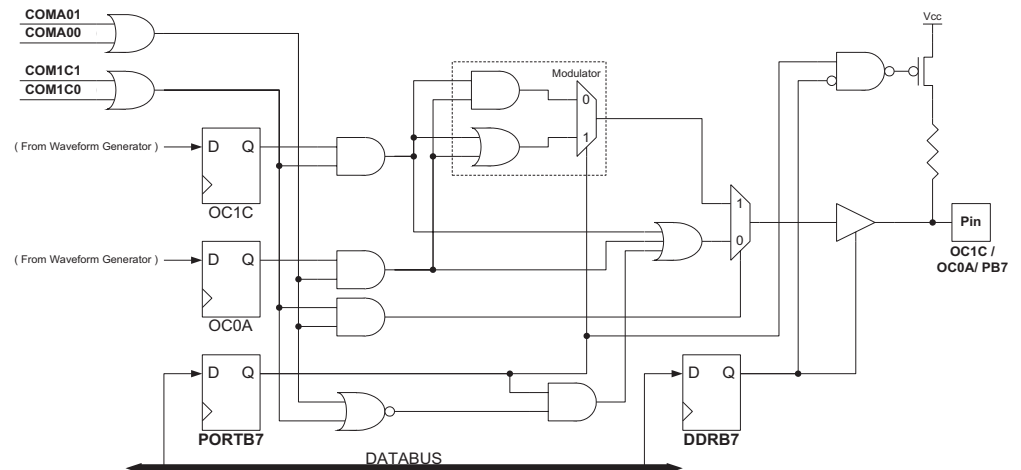 COMA01
COMA00
Vcc
COM1C1
COM1C0
Modulator
0
1
( From Waveform Generator )
D Q
OC1C
1
0
Pin
OC1C /
OC0A/ PB7
( From Waveform Generator )
D Q
OC0A
D Q
PORTB7
D Q
DDRB7
DATABUS